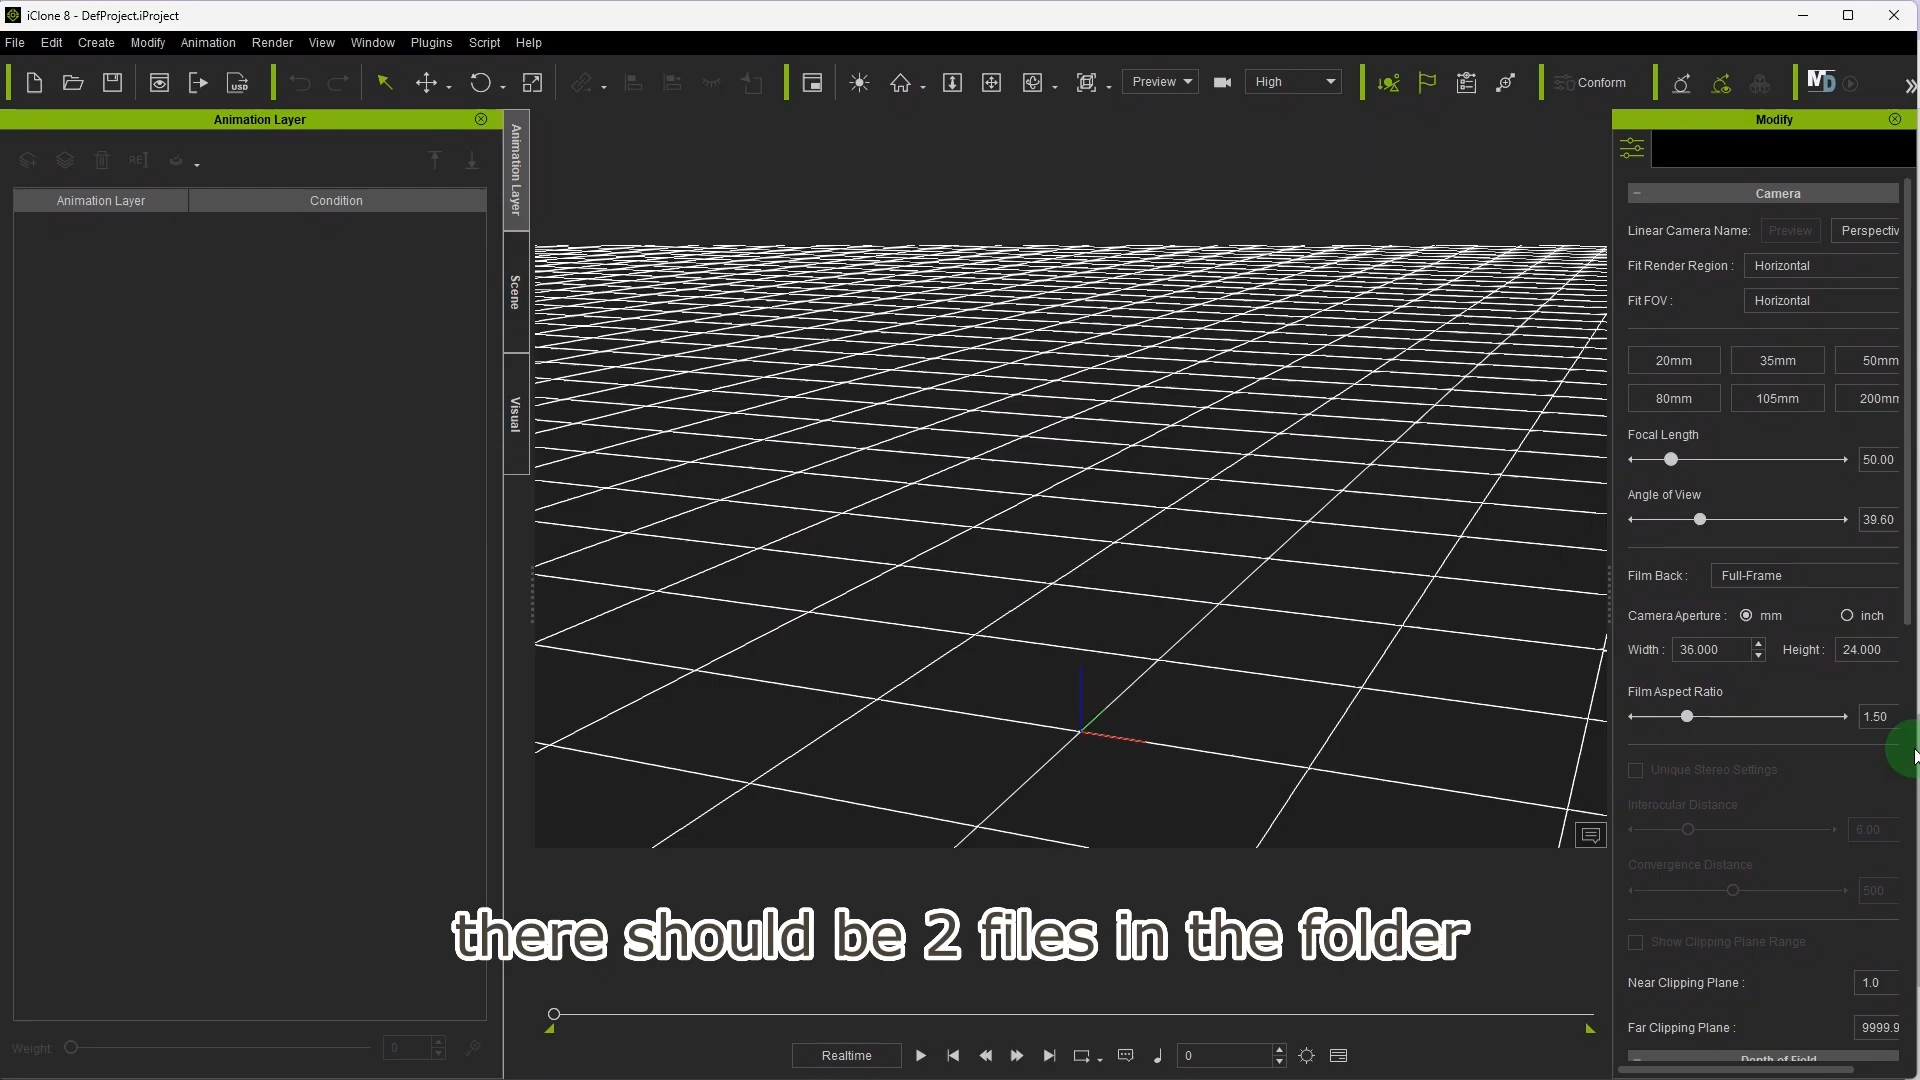 iClone 8 - DefProject.iProject
File Edit Create Modify Animation Render View Window Plugins Script Help
USD
Preview
High
Conform
MD
Animation Layer
RE
Animation Layer Condition
Weight: 0
Animation Layer
Scene
Visual
there should be 2 files in the folder
Realtime 0
Modify
Camera
Linear Camera Name: Preview Perspectiv
Fit Render Region : Horizontal
Fit FOV : Horizontal
20mm 35mm 50mm
80mm 105mm 200mm
Focal Length
50.00
Angle of View
39.60
Film Back : Full-Frame
Camera Aperture : mm inch
Width : 36.000 Height : 24.000
Film Aspect Ratio
1.50
Unique Stereo Settings
Interocular Distance
6.00
Convergence Distance
500
Show Clipping Plane Range
Near Clipping Plane : 1.0
Far Clipping Plane : 9999.9
Depth of Field